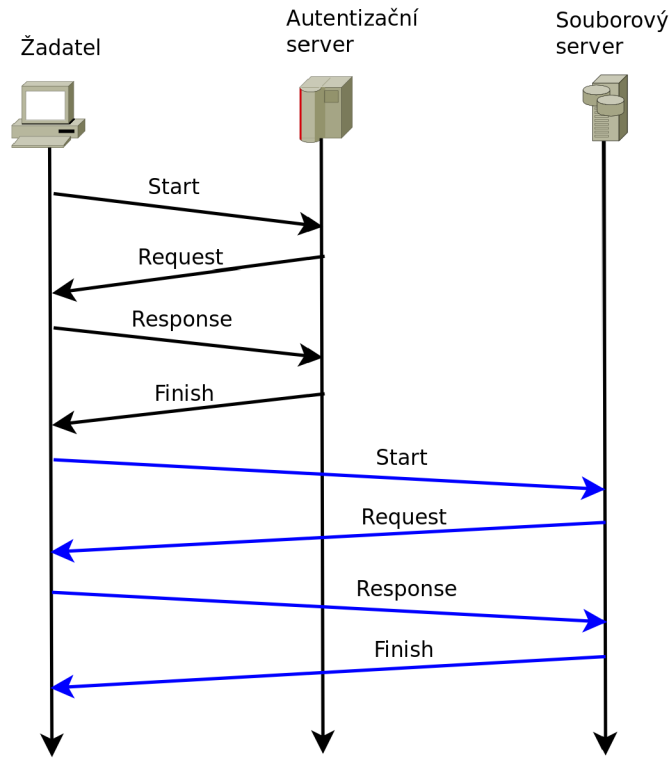 Žadatel
Autentizační
server
Souborový
server
Start
Request
Response
Finish
Start
Request
Response
Finish